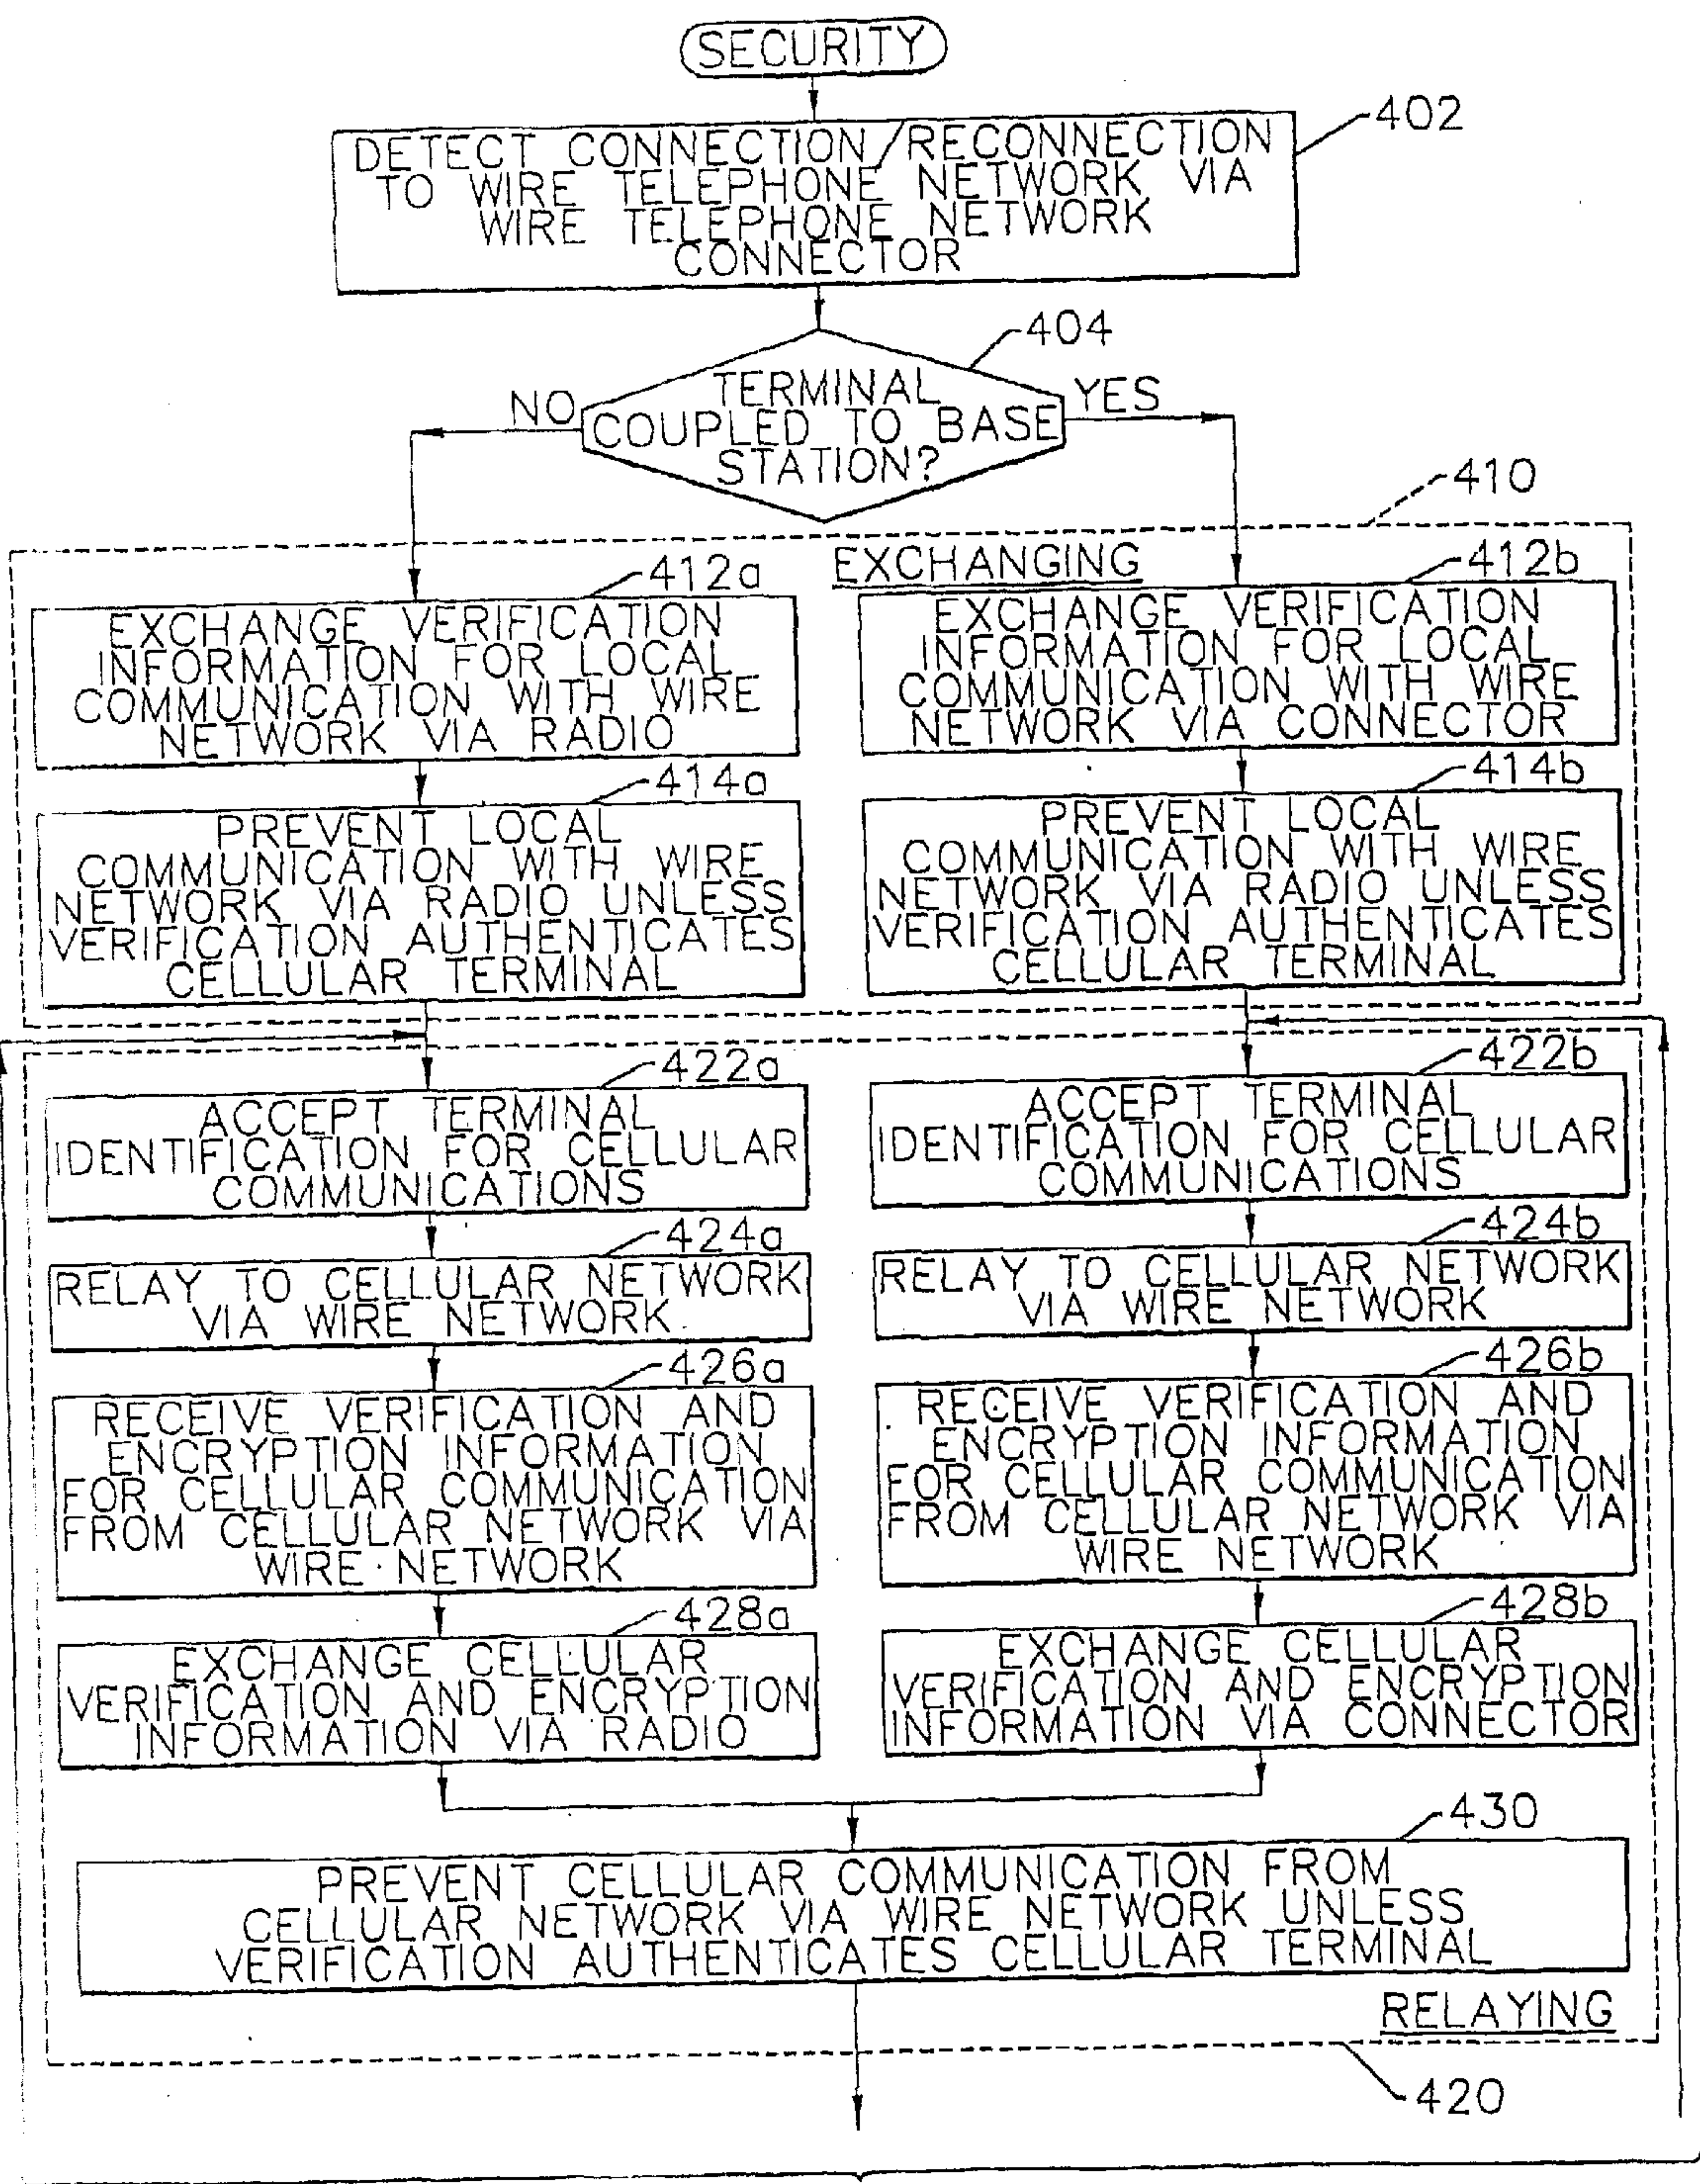 SECURITY
402
DETECT CONNECTION/RECONNECTION
TO WIRE TELEPHONE NETWORK VIA
WIRE TELEPHONE NETWORK
CONNECTOR
404
TERMINAL
COUPLED TO BASE
STATION?
NO
YES
410
EXCHANGING
412a
EXCHANGE VERIFICATION
INFORMATION FOR LOCAL
COMMUNICATION WITH WIRE
NETWORK VIA RADIO
412b
EXCHANGE VERIFICATION
INFORMATION FOR LOCAL
COMMUNICATION WITH WIRE
NETWORK VIA CONNECTOR
414a
PREVENT LOCAL
COMMUNICATION WITH WIRE
NETWORK VIA RADIO UNLESS
VERIFICATION AUTHENTICATES
CELLULAR TERMINAL
414b
PREVENT LOCAL
COMMUNICATION WITH WIRE
NETWORK VIA RADIO UNLESS
VERIFICATION AUTHENTICATES
CELLULAR TERMINAL
422a
ACCEPT TERMINAL
IDENTIFICATION FOR CELLULAR
COMMUNICATIONS
422b
ACCEPT TERMINAL
IDENTIFICATION FOR CELLULAR
COMMUNICATIONS
424a
RELAY TO CELLULAR NETWORK
VIA WIRE NETWORK
424b
RELAY TO CELLULAR NETWORK
VIA WIRE NETWORK
426a
RECEIVE VERIFICATION AND
ENCRYPTION INFORMATION
FOR CELLULAR COMMUNICATION
FROM CELLULAR NETWORK VIA
WIRE NETWORK
426b
RECEIVE VERIFICATION AND
ENCRYPTION INFORMATION
FOR CELLULAR COMMUNICATION
FROM CELLULAR NETWORK VIA
WIRE NETWORK
428a
EXCHANGE CELLULAR
VERIFICATION AND ENCRYPTION
INFORMATION VIA RADIO
428b
EXCHANGE CELLULAR
VERIFICATION AND ENCRYPTION
INFORMATION VIA CONNECTOR
430
PREVENT CELLULAR COMMUNICATION FROM
CELLULAR NETWORK VIA WIRE NETWORK UNLESS
VERIFICATION AUTHENTICATES CELLULAR TERMINAL
RELAYING
420